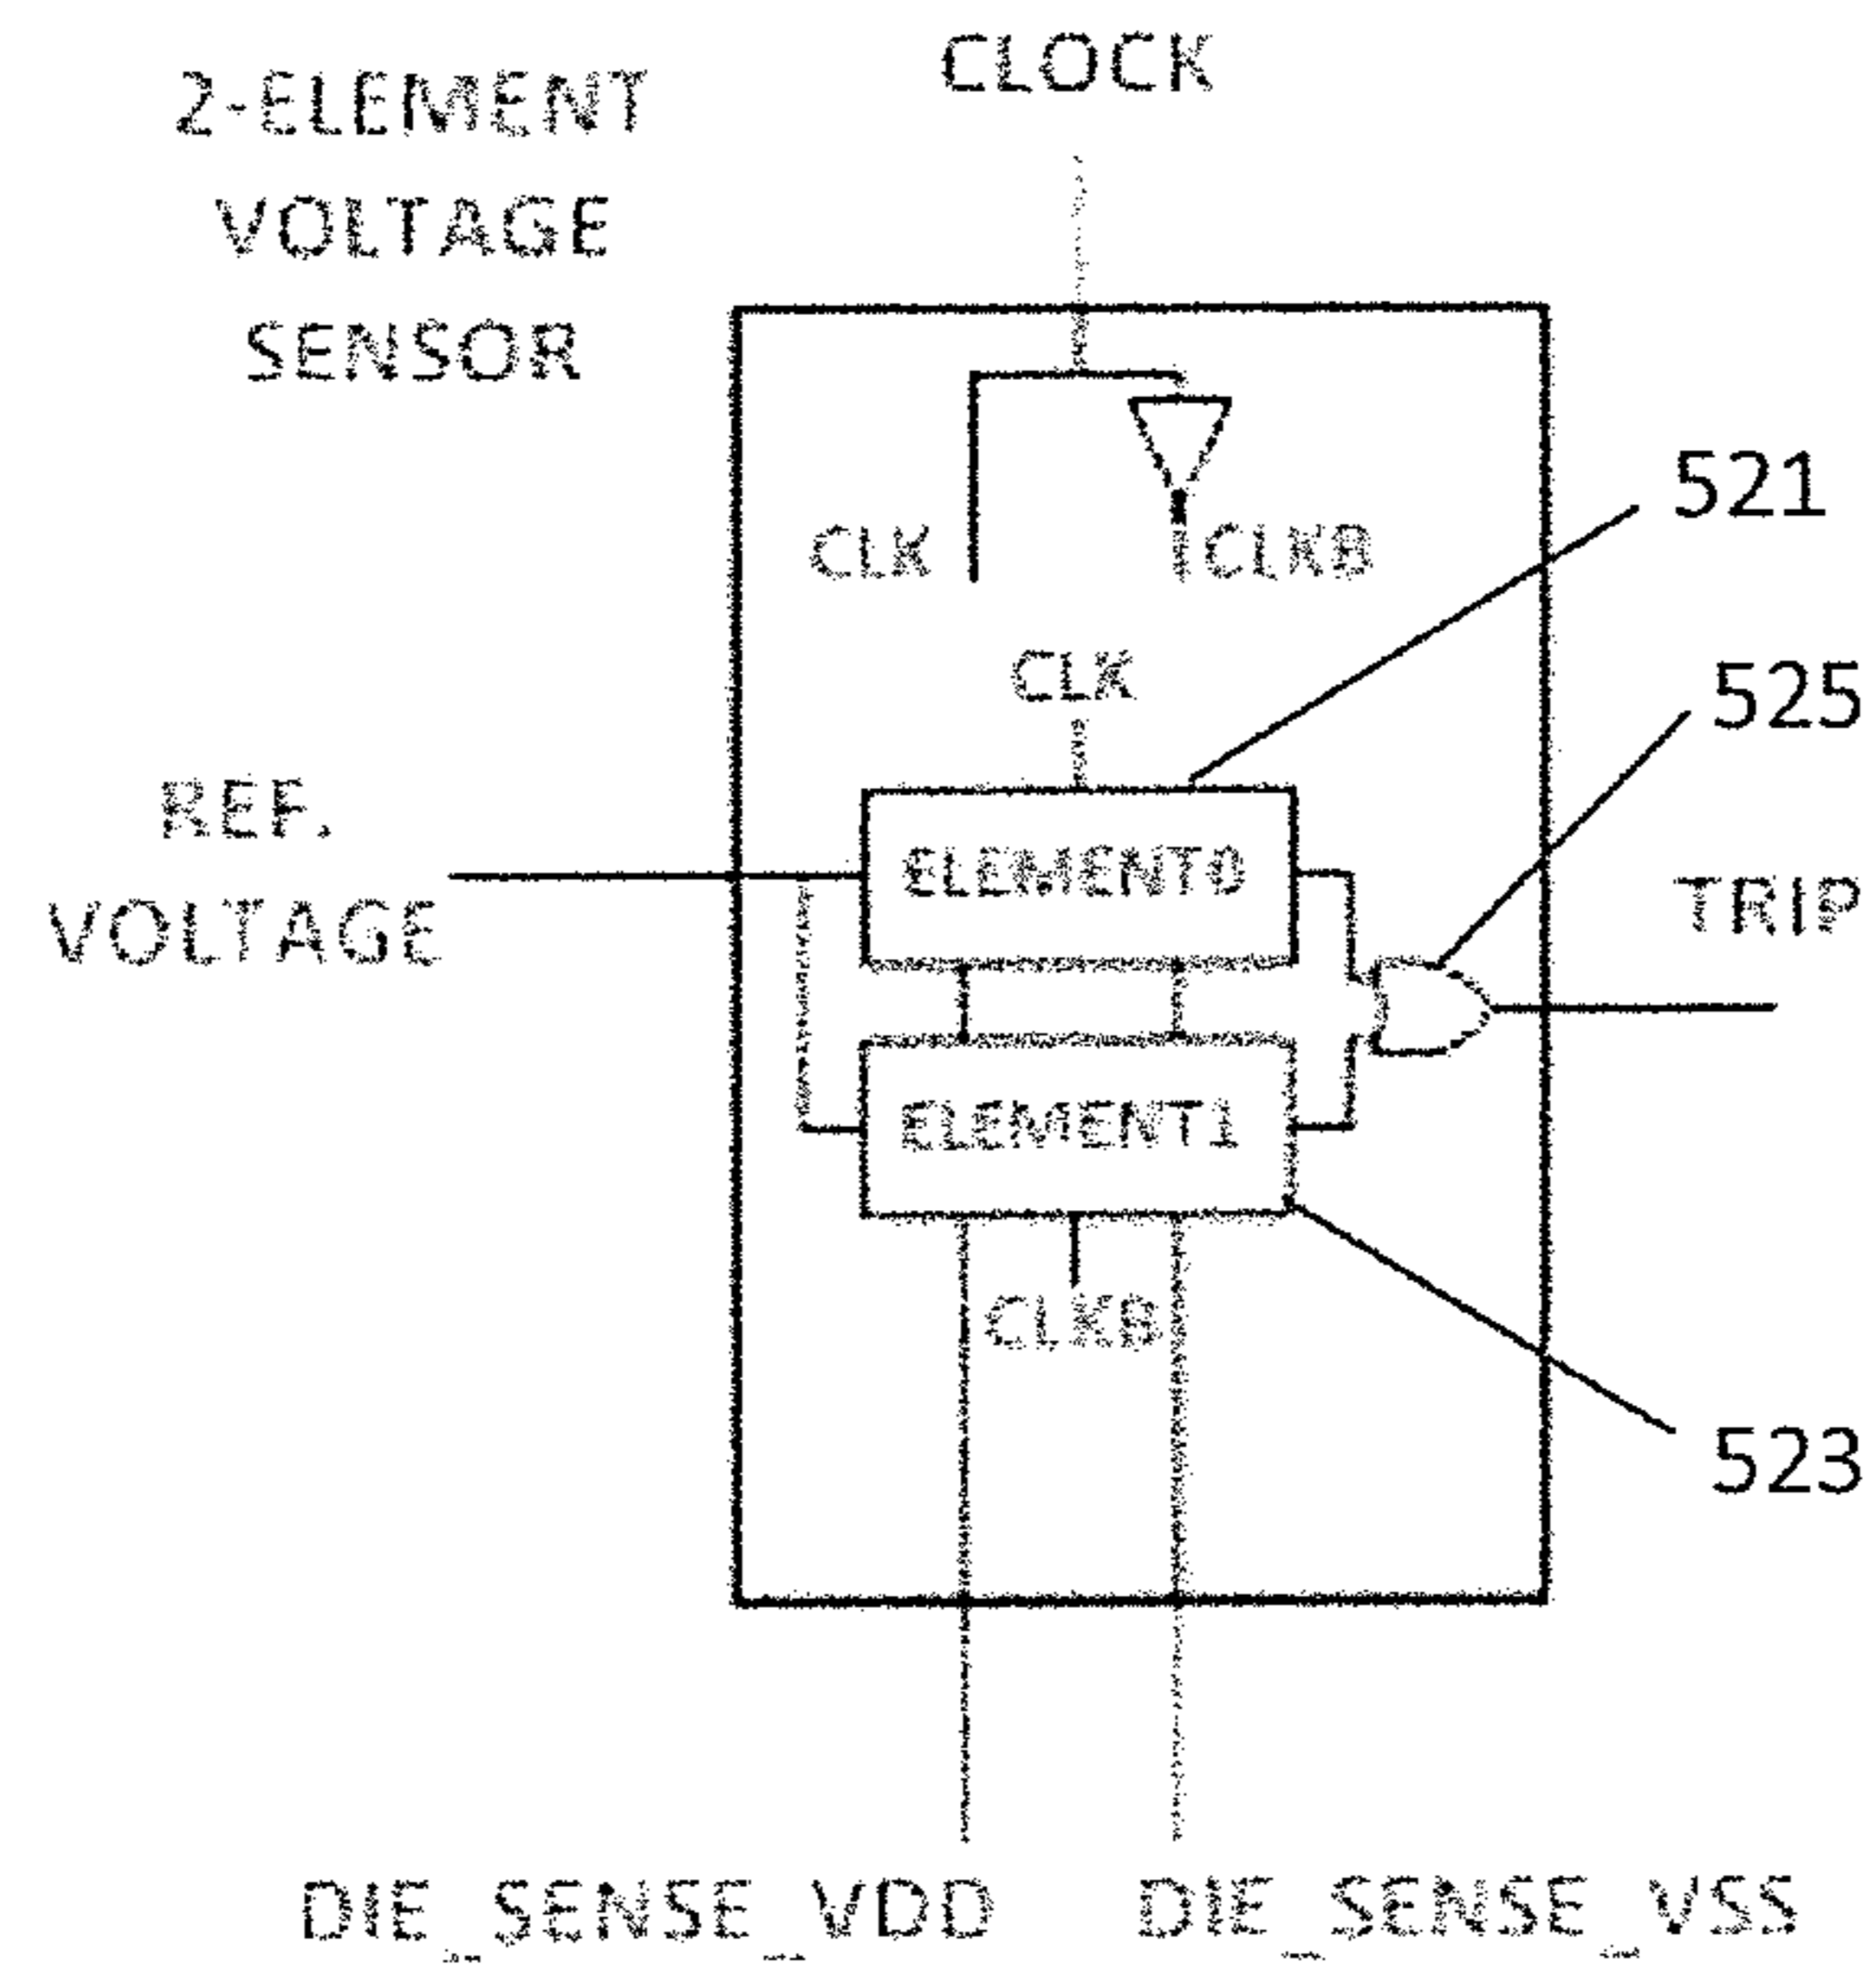 CLOCK
2-ELEMENT
VOLTAGE
SENSOR
CLK
CLKB
521
CLK
525
REF.
VOLTAGE
ELEMENT0
TRIP
ELEMENT1
CLKB
523
DIE_SENSE_VDD
DIE_SENSE_VSS